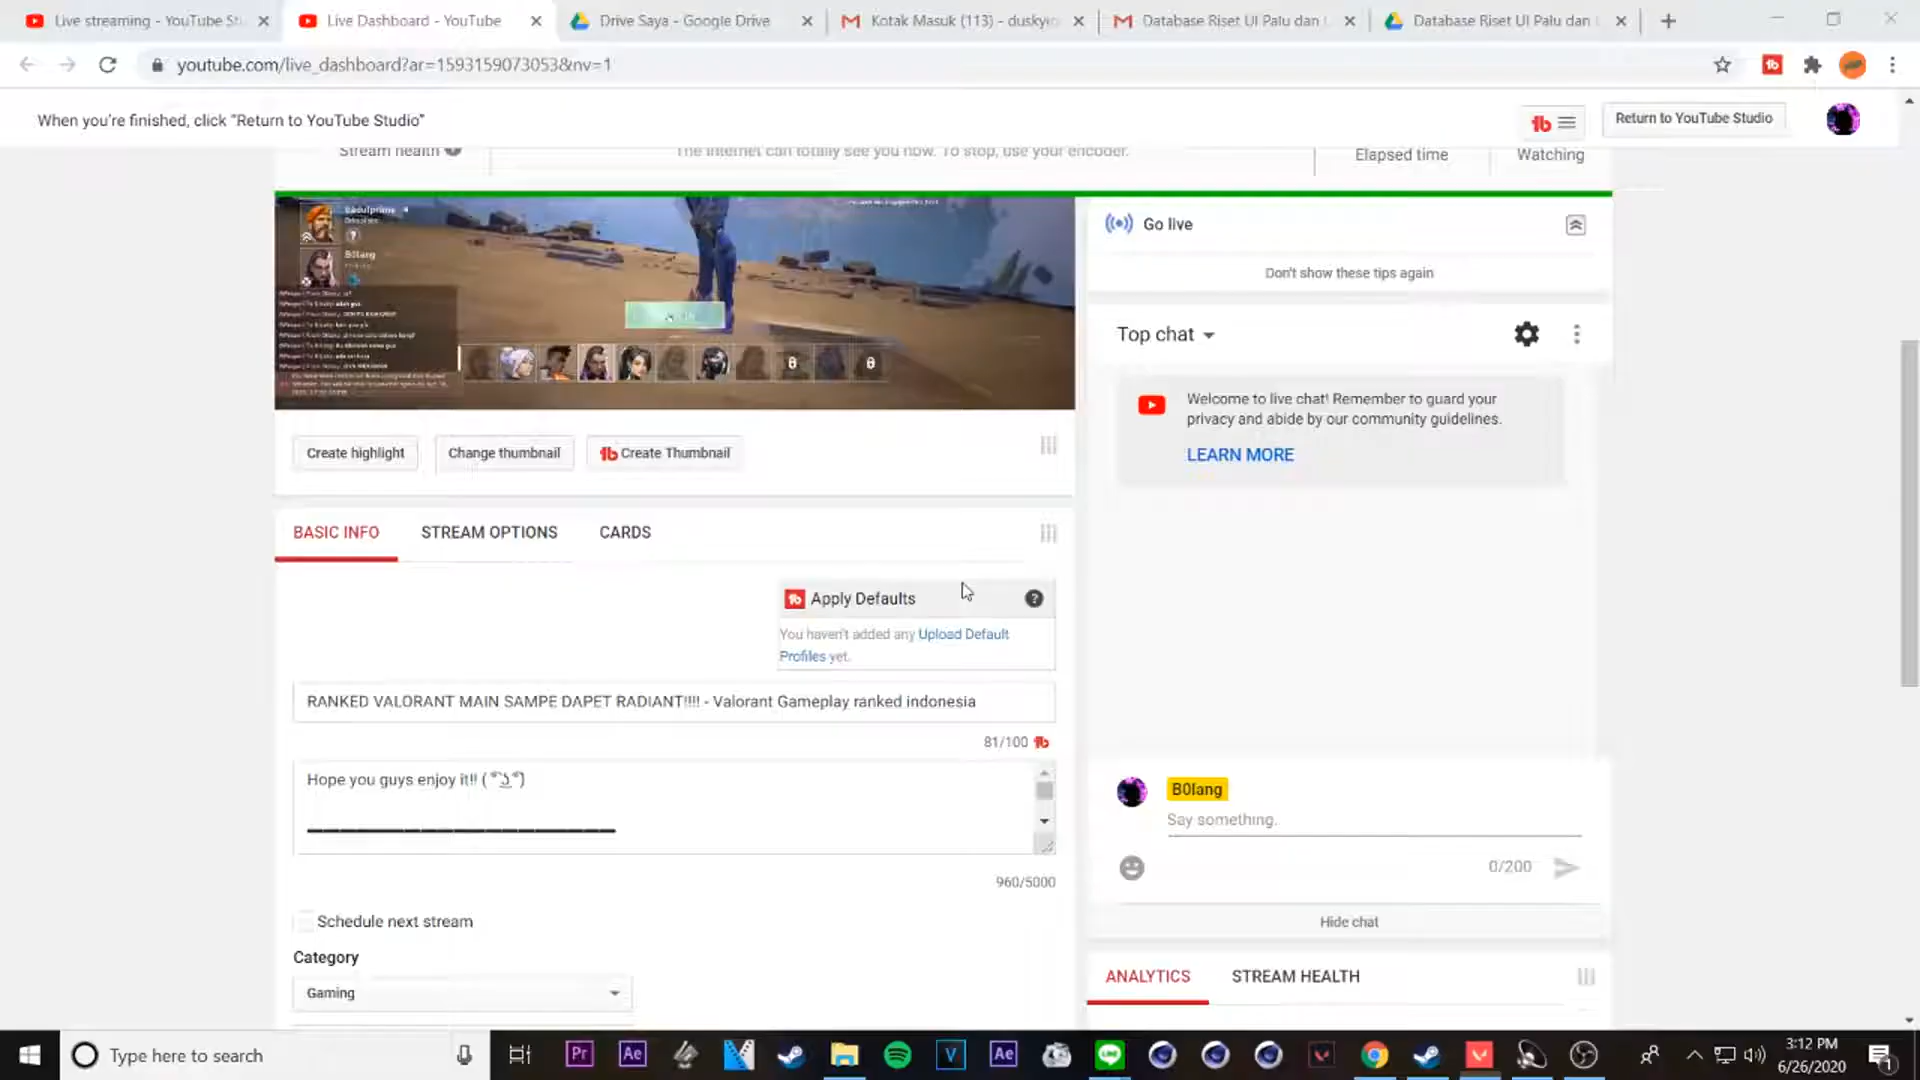 Live streaming - YouTube St
Live Dashboard - YouTube
Drive Saya - Google Drive
Kotak Masuk (113) - dusky
Database Riset UI Palu dan
Database Riset UI Palu dan
youtube.com/live_dashboard?ar=1593159073053&nv=1
When you're finished, click "Return to YouTube Studio"
Return to YouTube Studio
Stream health
The internet can totally see you now. To stop, use your encoder.
Elapsed time
Watching
B0lang
Go live
Don't show these tips again
Top chat
Welcome to live chat! Remember to guard your
privacy and abide by our community guidelines.
LEARN MORE
Create highlight
Change thumbnail
Create Thumbnail
BASIC INFO
STREAM OPTIONS
CARDS
Apply Defaults
You haven't added any Upload Default
Profiles yet.
RANKED VALORANT MAIN SAMPE DAPET RADIANT!!!! - Valorant Gameplay ranked indonesia
81/100
Hope you guys enjoy it!! ( ͡° ͜ʖ ͡°)
960/5000
Schedule next stream
Category
Gaming
B0lang
Say something.
0/200
Hide chat
ANALYTICS
STREAM HEALTH
Type here to search
Pr
Ae
V
Ae
LINE
3:12 PM
6/26/2020
1